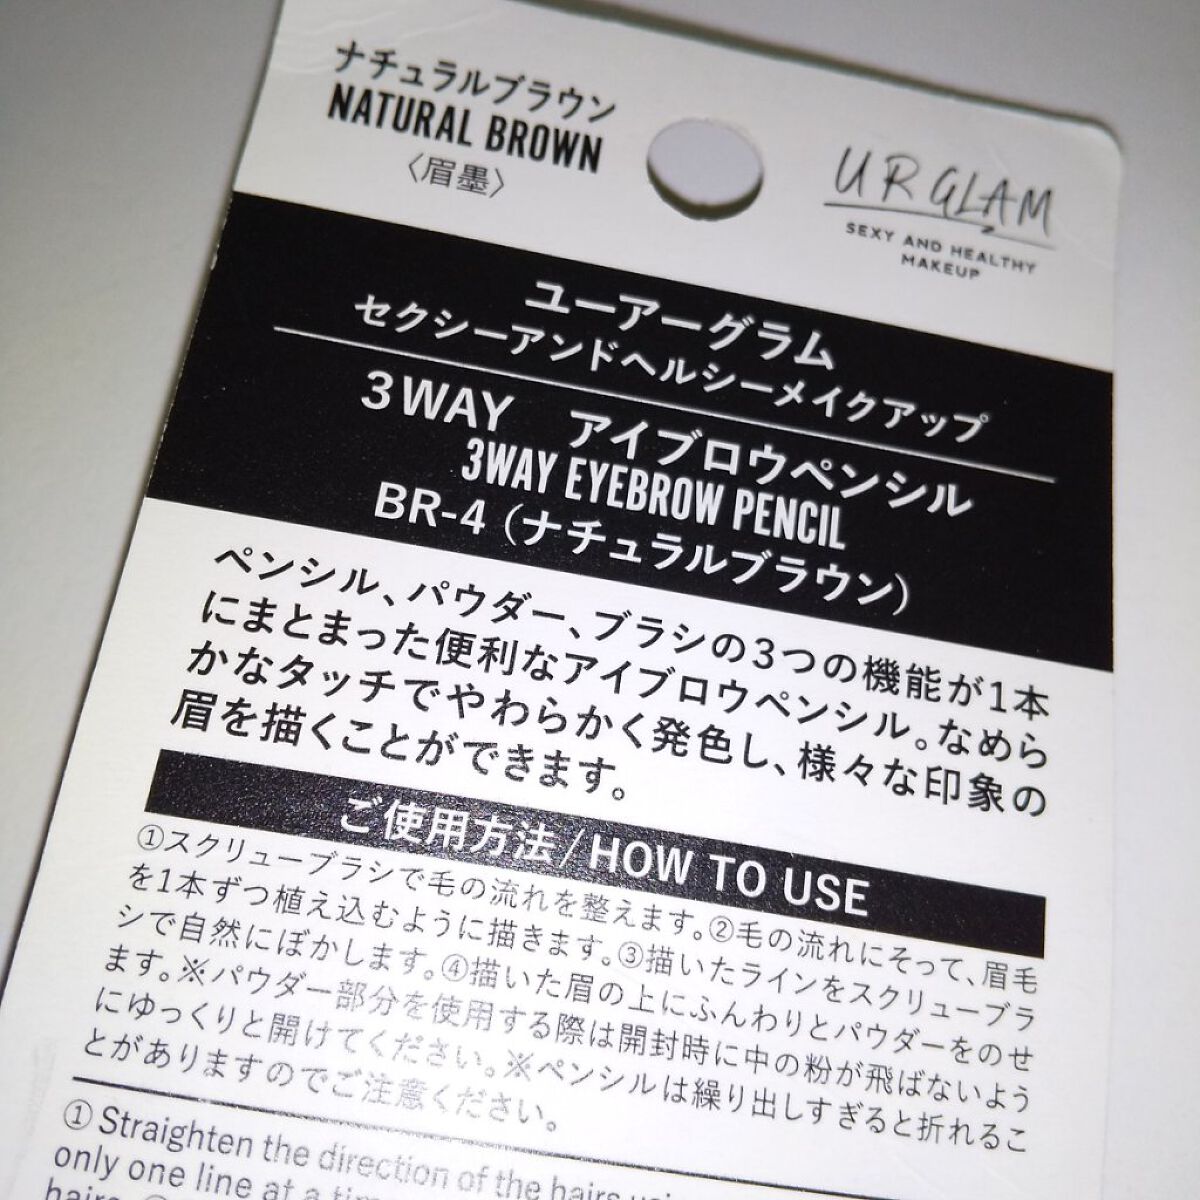 ナチュラルブラウン
NATURAL BROWN
〈眉墨〉
UR GLAM
SEXY AND HEALTHY
MAKEUP
ユーアーグラム
セクシーアンドヘルシーメイクアップ
3WAY アイブロウペンシル
3WAY EYEBROW PENCIL
BR-4（ナチュラルブラウン）
ペンシル、パウダー、ブラシの3つの機能が1本
にまとまった便利なアイブロウペンシル。なめら
かなタッチでやわらかく発色し、様々な印象の
眉を描くことができます。
ご使用方法/HOW TO USE
①スクリューブラシで毛の流れを整えます。②毛の流れにそって、眉毛
を1本ずつ植え込むように描きます。③描いたラインをスクリューブラ
シで自然にぼかします。④描いた眉の上にふんわりとパウダーをのせ
ます。※パウダー部分を使用する際は開封時に中の粉が飛ばないよう
にゆっくりと開けてください。※ペンシルは繰り出しすぎると折れるこ
とがありますのでご注意ください。
① Straighten the direction of the hairs
only one line at a